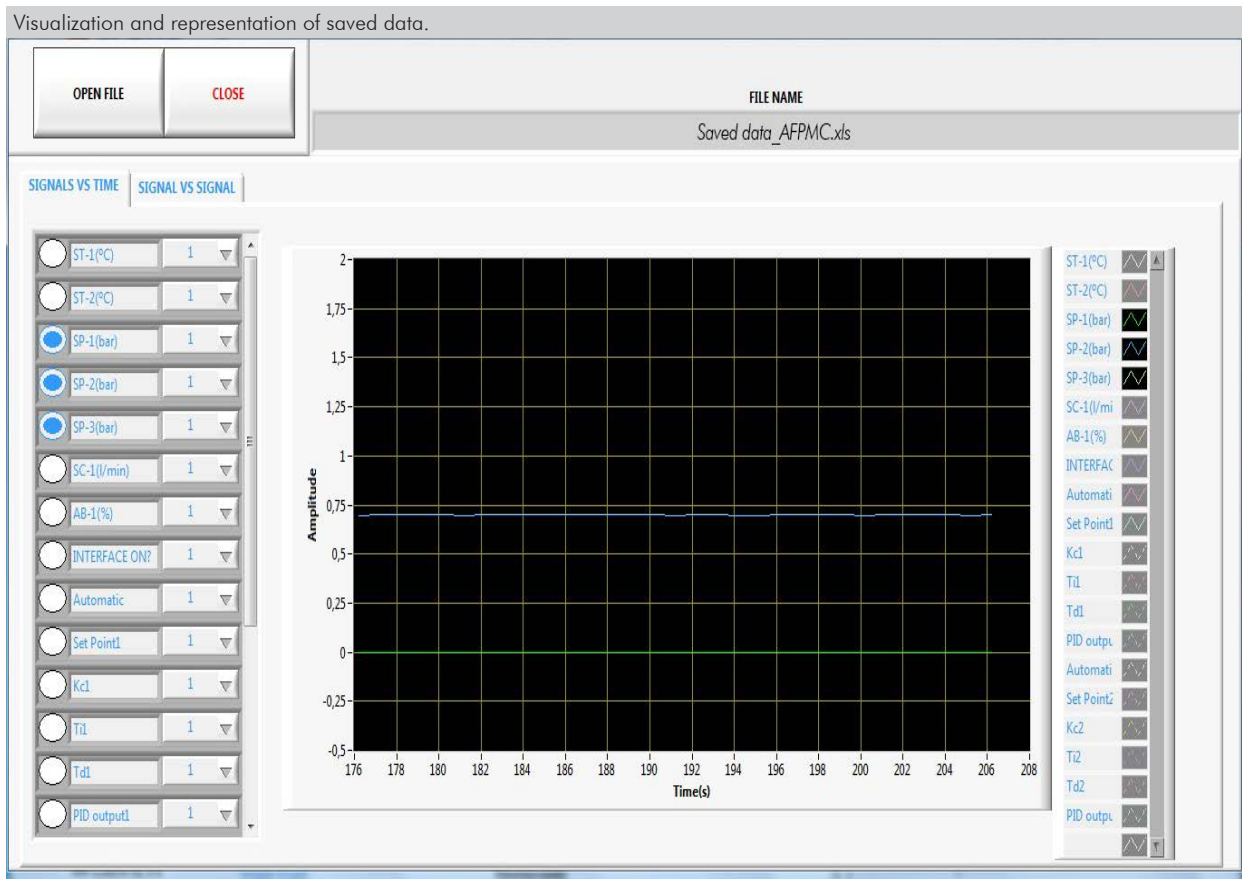 Visualization and representation of saved data.
OPEN FILE
CLOSE
FILE NAME
Saved data_AFPMC.xls
SIGNALS VS TIME
SIGNAL VS SIGNAL
ST-1(ºC) 1
ST-2(ºC) 1
SP-1(bar) 1
SP-2(bar) 1
SP-3(bar) 1
SC-1(l/min) 1
AB-1(%) 1
INTERFACE ON? 1
Automatic 1
Set Point1 1
Kc1 1
Ti1 1
Td1 1
PID output1 1
Amplitude
2
1,75
1,5
1,25
1
0,75
0,5
0,25
0
-0,25
-0,5
176 178 180 182 184 186 188 190 192 194 196 198 200 202 204 206 208
Time(s)
ST-1(ºC)
ST-2(ºC)
SP-1(bar)
SP-2(bar)
SP-3(bar)
SC-1(l/mi
AB-1(%)
INTERFAC
Automati
Set Point1
Kc1
Ti1
Td1
PID outpu
Automati
Set Point2
Kc2
Ti2
Td2
PID outpu